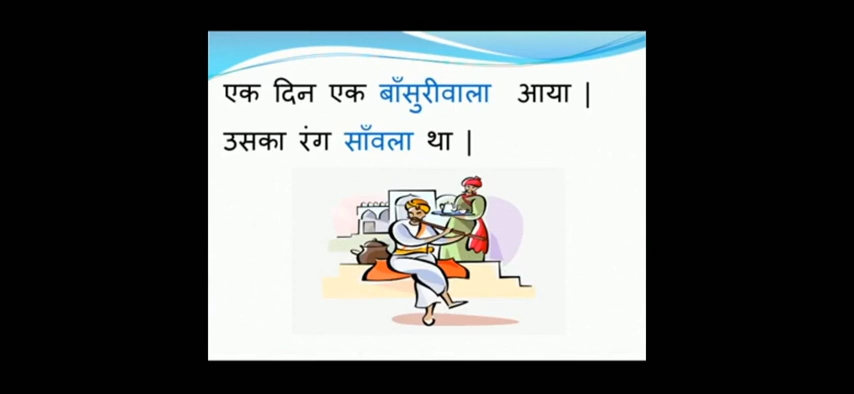 एक दिन एक बाँसुरीवाला आया |
उसका रंग साँवला था |